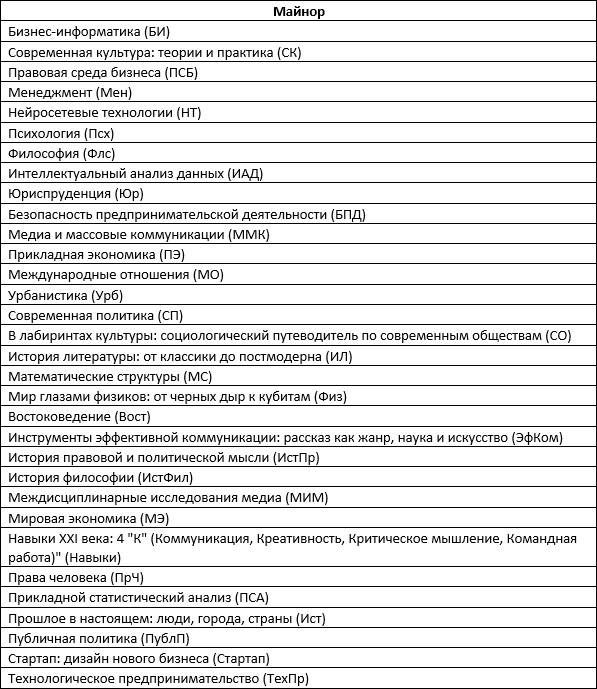 Майнор
Бизнес-информатика (БИ)
Современная культура: теории и практика (СК)
Правовая среда бизнеса (ПСБ)
Менеджмент (Мен)
Нейросетевые технологии (НТ)
Психология (Псх)
Философия (Флс)
Интеллектуальный анализ данных (ИАД)
Юриспруденция (Юр)
Безопасность предпринимательской деятельности (БПД)
Медиа и массовые коммуникации (ММК)
Прикладная экономика (ПЭ)
Международные отношения (МО)
Урбанистика (Урб)
Современная политика (СП)
В лабиринтах культуры: социологический путеводитель по современным обществам (СО)
История литературы: от классики до постмодерна (ИЛ)
Математические структуры (МС)
Мир глазами физиков: от черных дыр к кубитам (Физ)
Востоковедение (Вост)
Инструменты эффективной коммуникации: рассказ как жанр, наука и искусство (ЭфКом)
История правовой и политической мысли (ИстПр)
История философии (ИстФил)
Междисциплинарные исследования медиа (МИМ)
Мировая экономика (МЭ)
Навыки XXI века: 4 "К" (Коммуникация, Креативность, Критическое мышление, Командная
работа)" (Навыки)
Права человека (ПрЧ)
Прикладной статистический анализ (ПСА)
Прошлое в настоящем: люди, города, страны (Ист)
Публичная политика (ПублП)
Стартап: дизайн нового бизнеса (Стартап)
Технологическое предпринимательство (ТехПр)